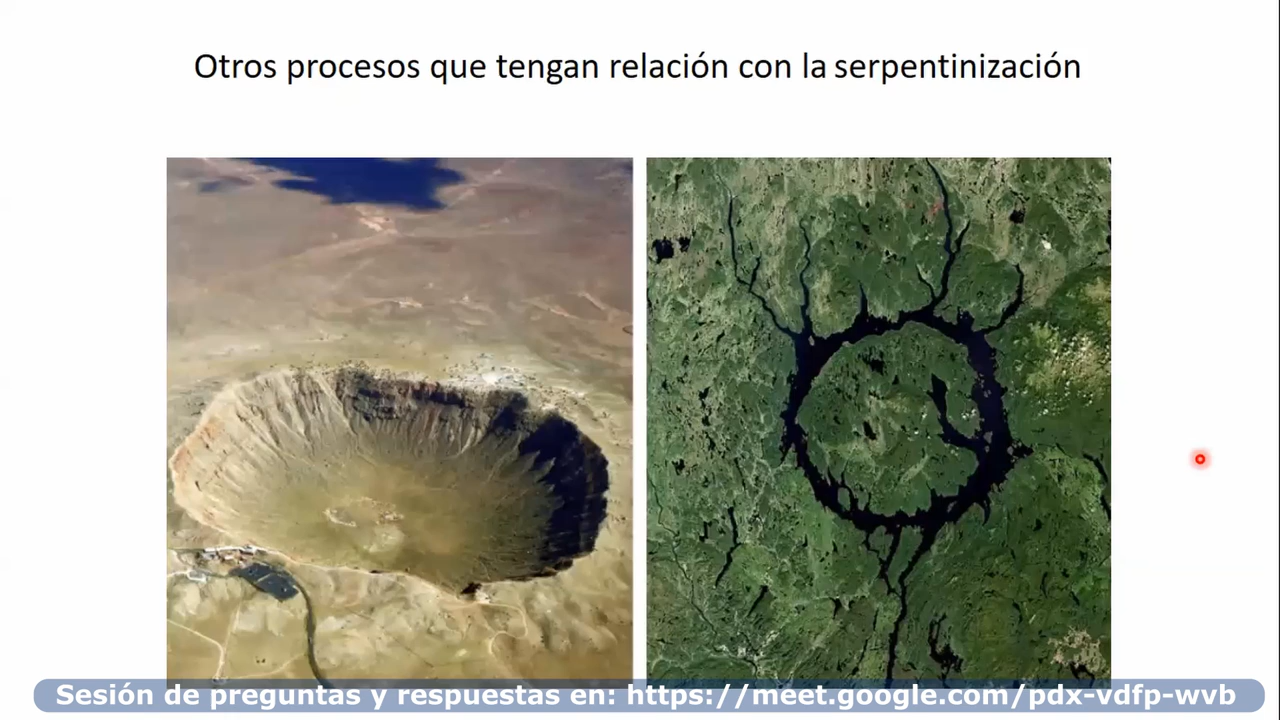 Otros procesos que tengan relación con la serpentinización
Sesión de preguntas y respuestas en: https://meet.google.com/pdx-vdfp-wvb